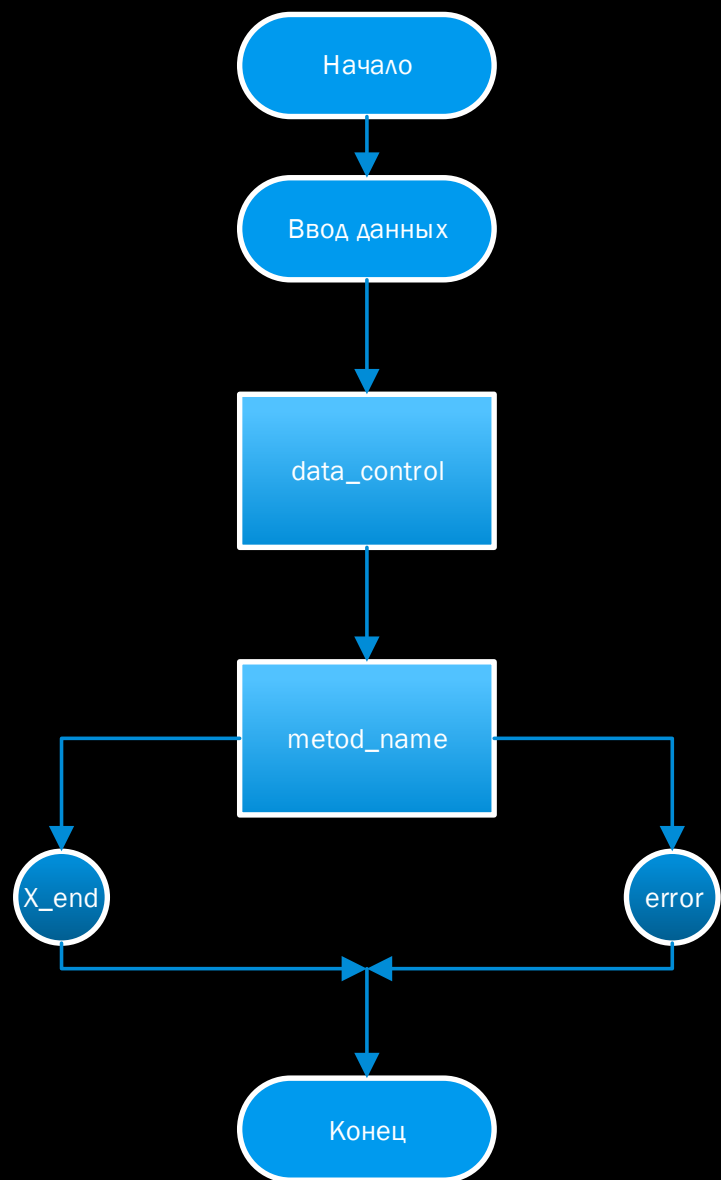 Начало
Ввод данных
data_control
metod_name
X_end
error
Конец